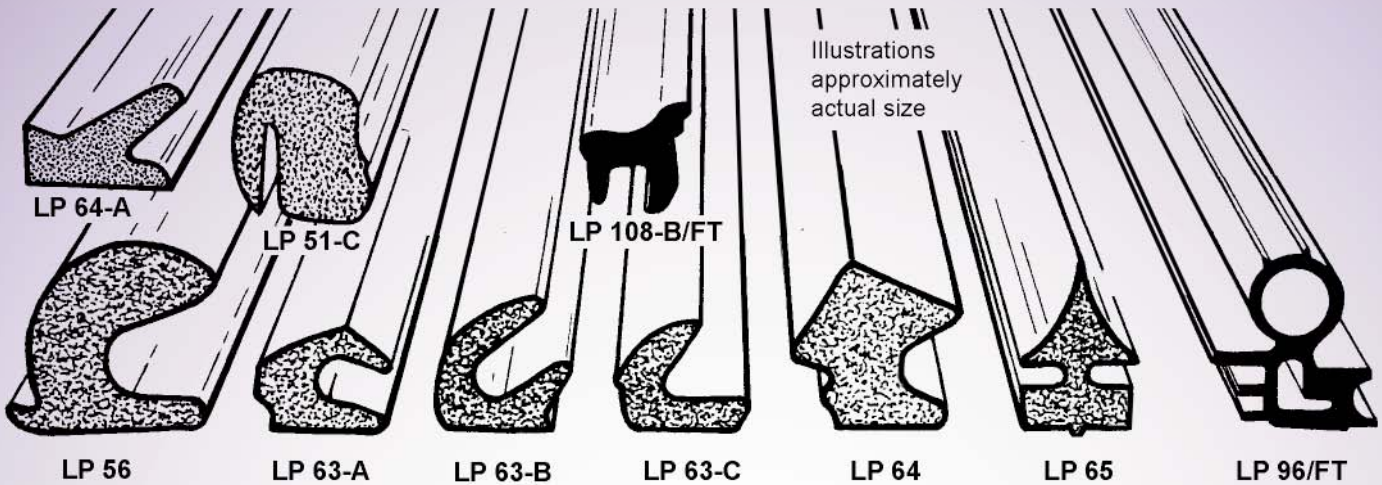 Illustrations
approximately
actual size
LP 64-A
LP 51-C
LP 108-B/FT
LP 56
LP 63-A
LP 63-B
LP 63-C
LP 64
LP 65
LP 96/FT